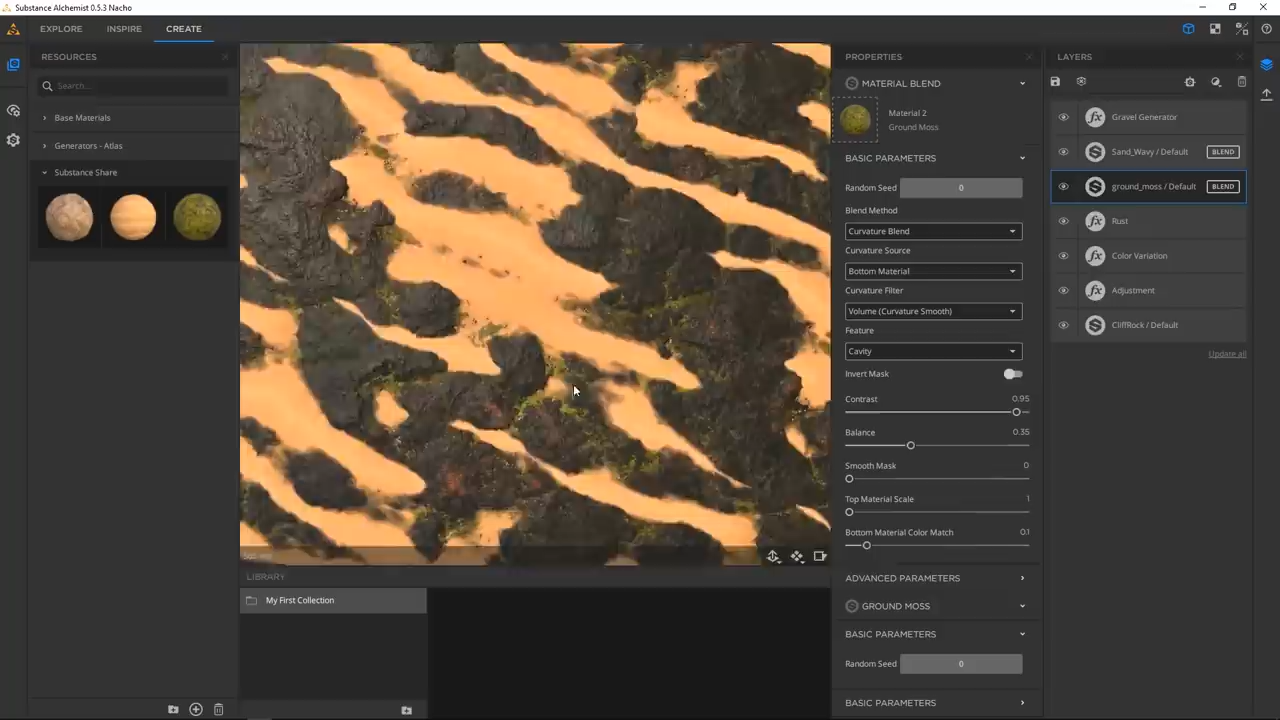 Substance Alchemist 0.5.3 Nacho
EXPLORE
INSPIRE
CREATE
RESOURCES
Search...
Base Materials
Generators - Atlas
Substance Share
LIBRARY
My First Collection
PROPERTIES
MATERIAL BLEND
Material 2
Ground Moss
BASIC PARAMETERS
Random Seed 0
Blend Method
Curvature Blend
Curvature Source
Bottom Material
Curvature Filter
Volume (Curvature Smooth)
Feature
Cavity
Invert Mask
Contrast 0.95
Balance 0.35
Smooth Mask 0
Top Material Scale 1
Bottom Material Color Match 0.1
ADVANCED PARAMETERS
GROUND MOSS
BASIC PARAMETERS
Random Seed 0
BASIC PARAMETERS
LAYERS
Gravel Generator
Sand_Wavy / Default BLEND
ground_moss / Default BLEND
Rust
Color Variation
Adjustment
CliffRock / Default
Update all